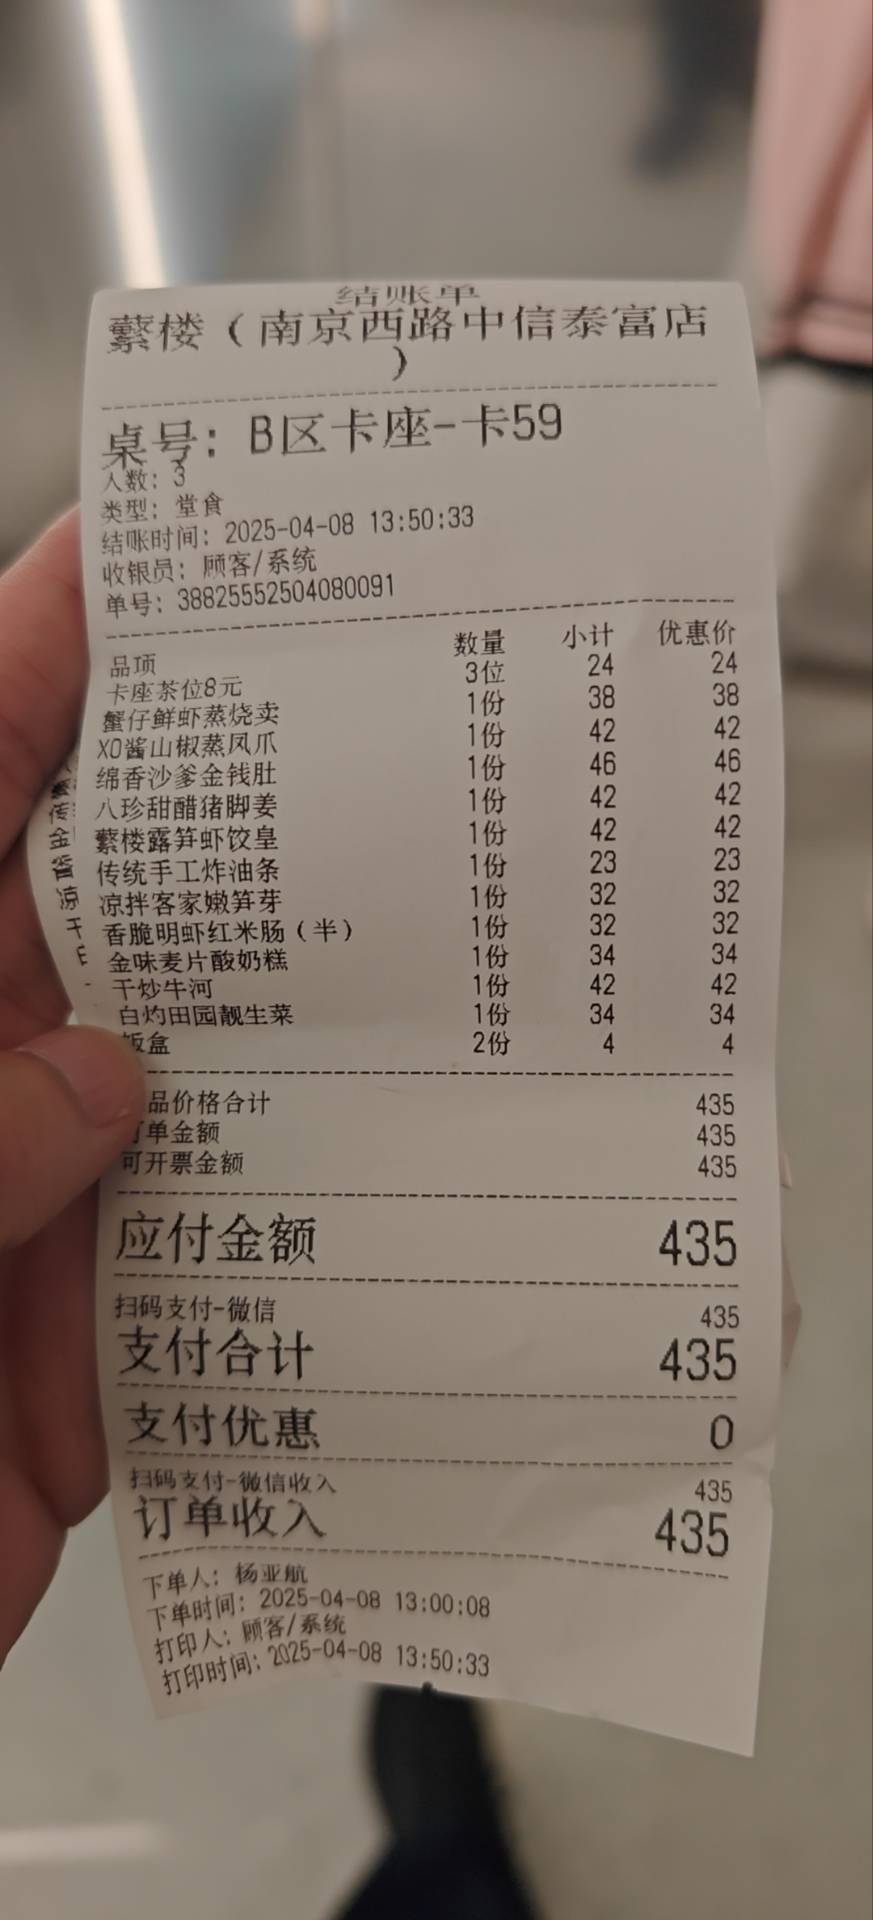 结账单
蘩楼（南京西路中信泰富店
）
桌号：B区卡座-卡59
人数：3
类型：堂食
结账时间：2025-04-08 13:50:33
收银员：顾客/系统
单号：38825552504080091
品项 数量 小计 优惠价
卡座茶位8元 3位 24 24
蟹仔鲜虾蒸烧卖 1份 38 38
XO酱山椒蒸凤爪 1份 42 42
绵香沙爹金钱肚 1份 46 46
八珍甜醋猪脚姜 1份 42 42
蘩楼露笋虾饺皇 1份 42 42
传统手工炸油条 1份 23 23
凉拌客家嫩笋芽 1份 32 32
香脆明虾红米肠（半） 1份 32 32
金味麦片酸奶糕 1份 34 34
干炒牛河 1份 42 42
白灼田园靓生菜 1份 34 34
饭盒 2份 4 4
品价格合计 435
订单金额 435
可开票金额 435
应付金额 435
扫码支付-微信 435
支付合计 435
支付优惠 0
扫码支付-微信收入 435
订单收入 435
下单人：杨亚航
下单时间：2025-04-08 13:00:08
打印人：顾客/系统
打印时间：2025-04-08 13:50:33
传
金
香
凉
干